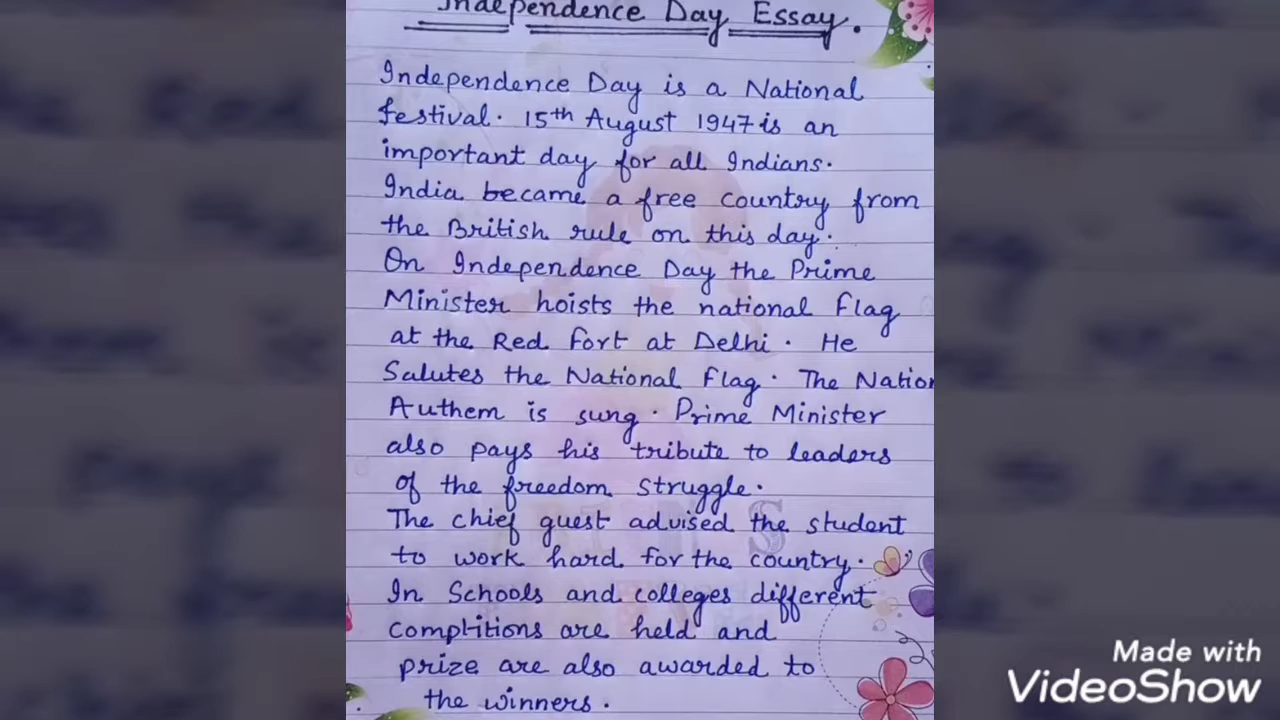 Independence Day Essay.
Independence Day is a National
festival. 15th August 1947 is an
important day for all Indians.
India became a free country from
the British rule on this day.
On Independence Day the Prime
Minister hoists the national flag
at the Red fort at Delhi. He
Salutes the National Flag. The Nation
Authem is sung. Prime Minister
also pays his tribute to leaders
of the freedom struggle.
The chief guest advised the student
to work hard for the country.
In Schools and colleges different
complitions are held and
prize are also awarded to
the winners.
Made with
VideoShow